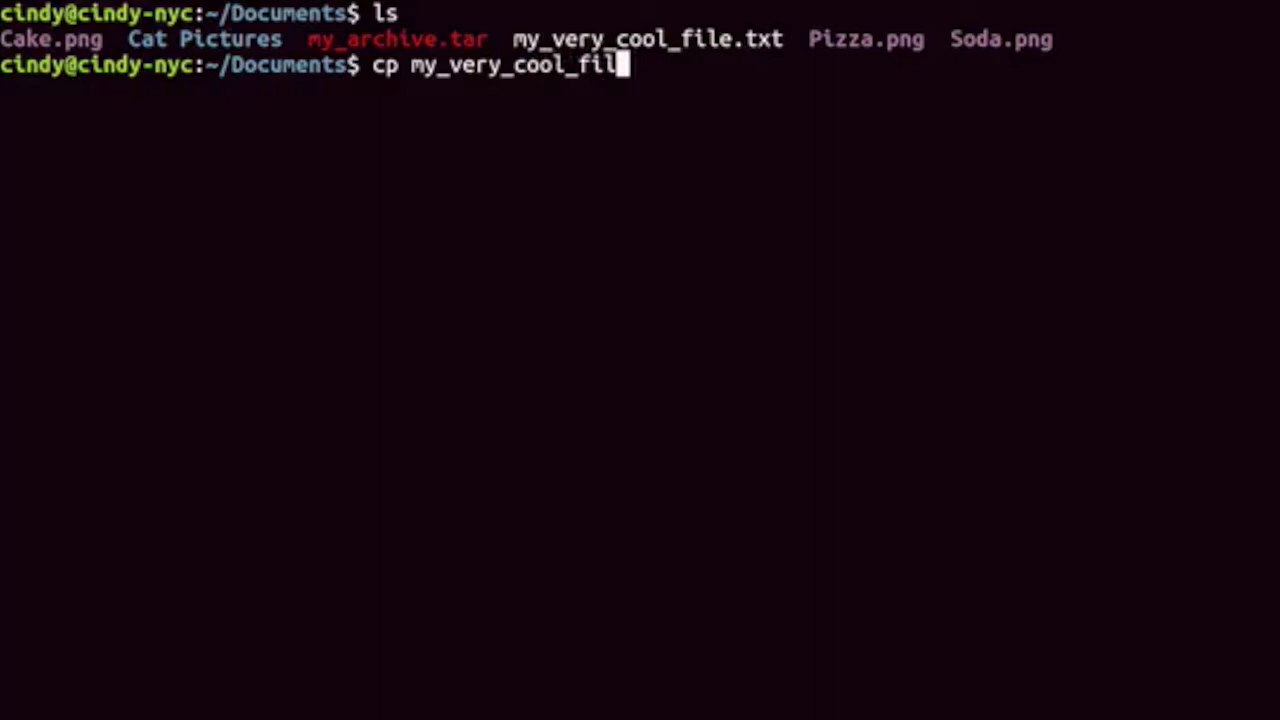 cindy@cindy-nyc:~/Documents$ ls
Cake.png  Cat Pictures  my_archive.tar  my_very_cool_file.txt  Pizza.png  Soda.png
cindy@cindy-nyc:~/Documents$ cp my_very_cool_fil